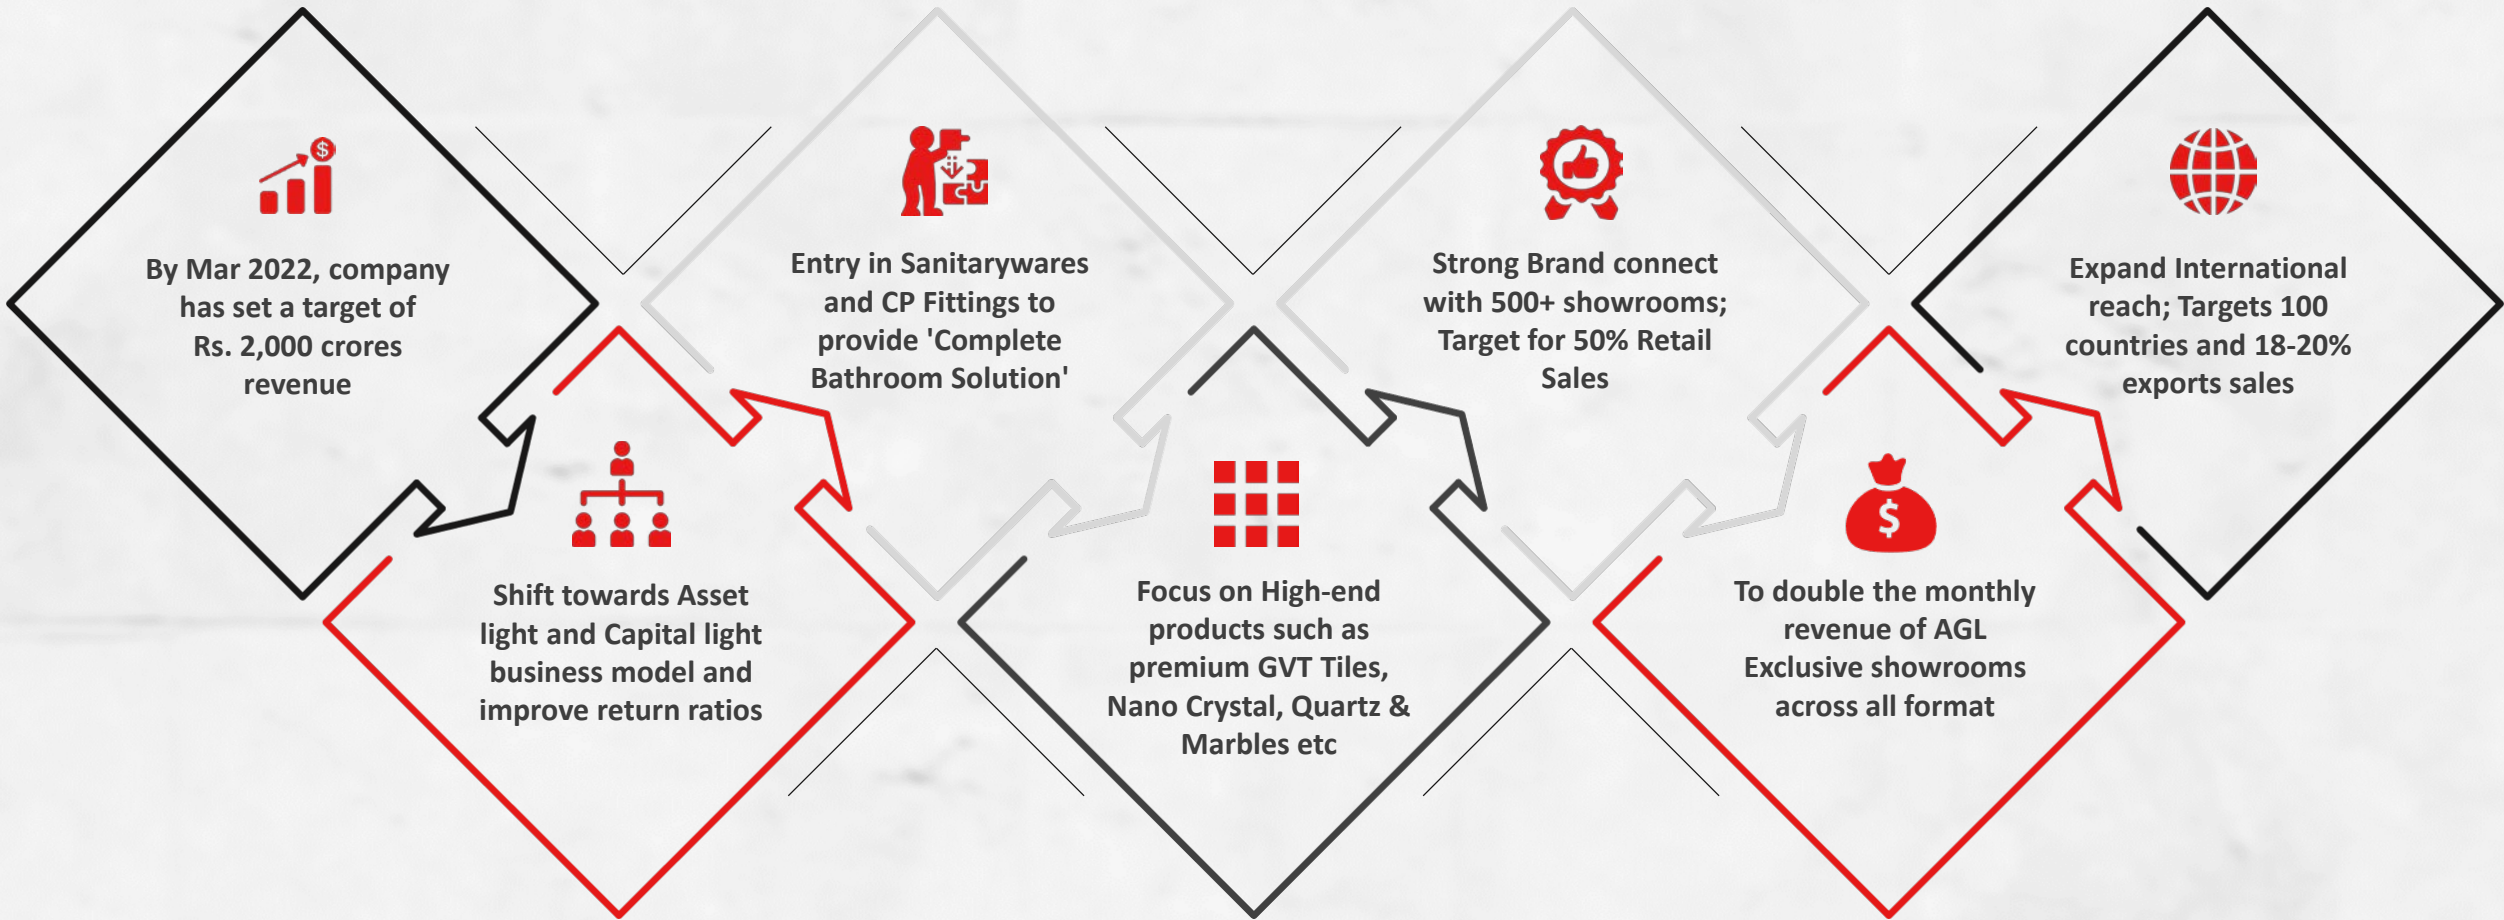 By Mar 2022, company
has set a target of
Rs. 2,000 crores
revenue
Shift towards Asset
light and Capital light
business model and
improve return ratios
Entry in Sanitarywares
and CP Fittings to
provide 'Complete
Bathroom Solution'
Focus on High-end
products such as
premium GVT Tiles,
Nano Crystal, Quartz &
Marbles etc
Strong Brand connect
with 500+ showrooms;
Target for 50% Retail
Sales
To double the monthly
revenue of AGL
Exclusive showrooms
across all format
Expand International
reach; Targets 100
countries and 18-20%
exports sales